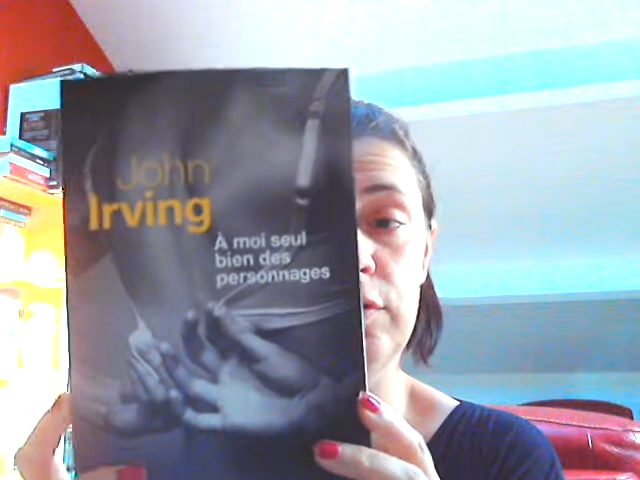 John
Irving
À moi seul
bien des
personnages